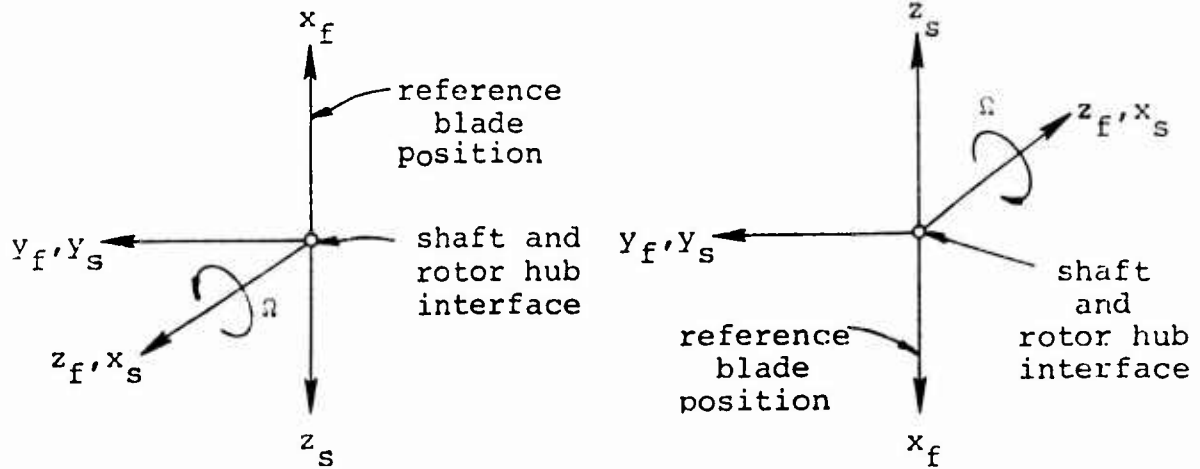 x_f
reference
blade
position
y_f, y_s
shaft and
rotor hub
interface
Ω
z_f, x_s
z_s
z_s
Ω
z_f, x_s
y_f, y_s
shaft
and
rotor hub
interface
reference
blade
position
x_f